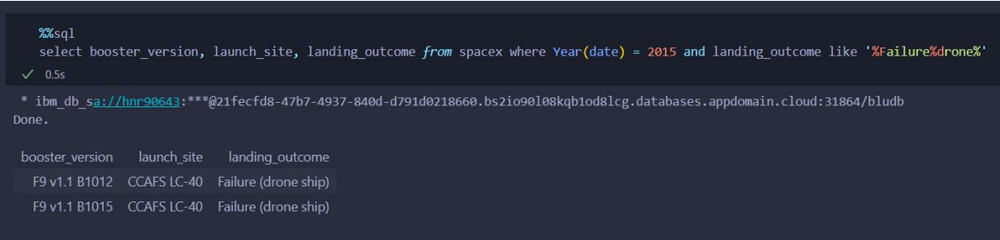 %%sql
select booster_version, launch_site, landing_outcome from spacex where Year(date) = 2015 and landing_outcome like '%Failure%drone%'
✓ 0.5s
* ibm_db_sa://hnr90643:***@21fecfd8-47b7-4937-840d-d791d0218660.bs2io90l08kqb1od8lcg.databases.appdomain.cloud:31864/bludb
Done.
booster_version launch_site landing_outcome
F9 v1.1 B1012 CCAFS LC-40 Failure (drone ship)
F9 v1.1 B1015 CCAFS LC-40 Failure (drone ship)